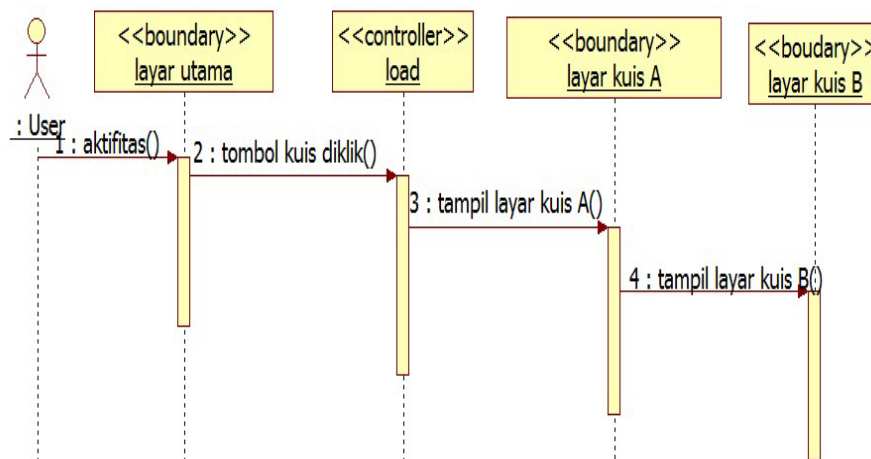 <<boundary>>
layar utama
<<controller>>
load
<<boundary>>
layar kuis A
<<boudary>>
layar kuis B
: User
1 : aktifitas()
2 : tombol kuis diklik()
3 : tampil layar kuis A()
4 : tampil layar kuis B()